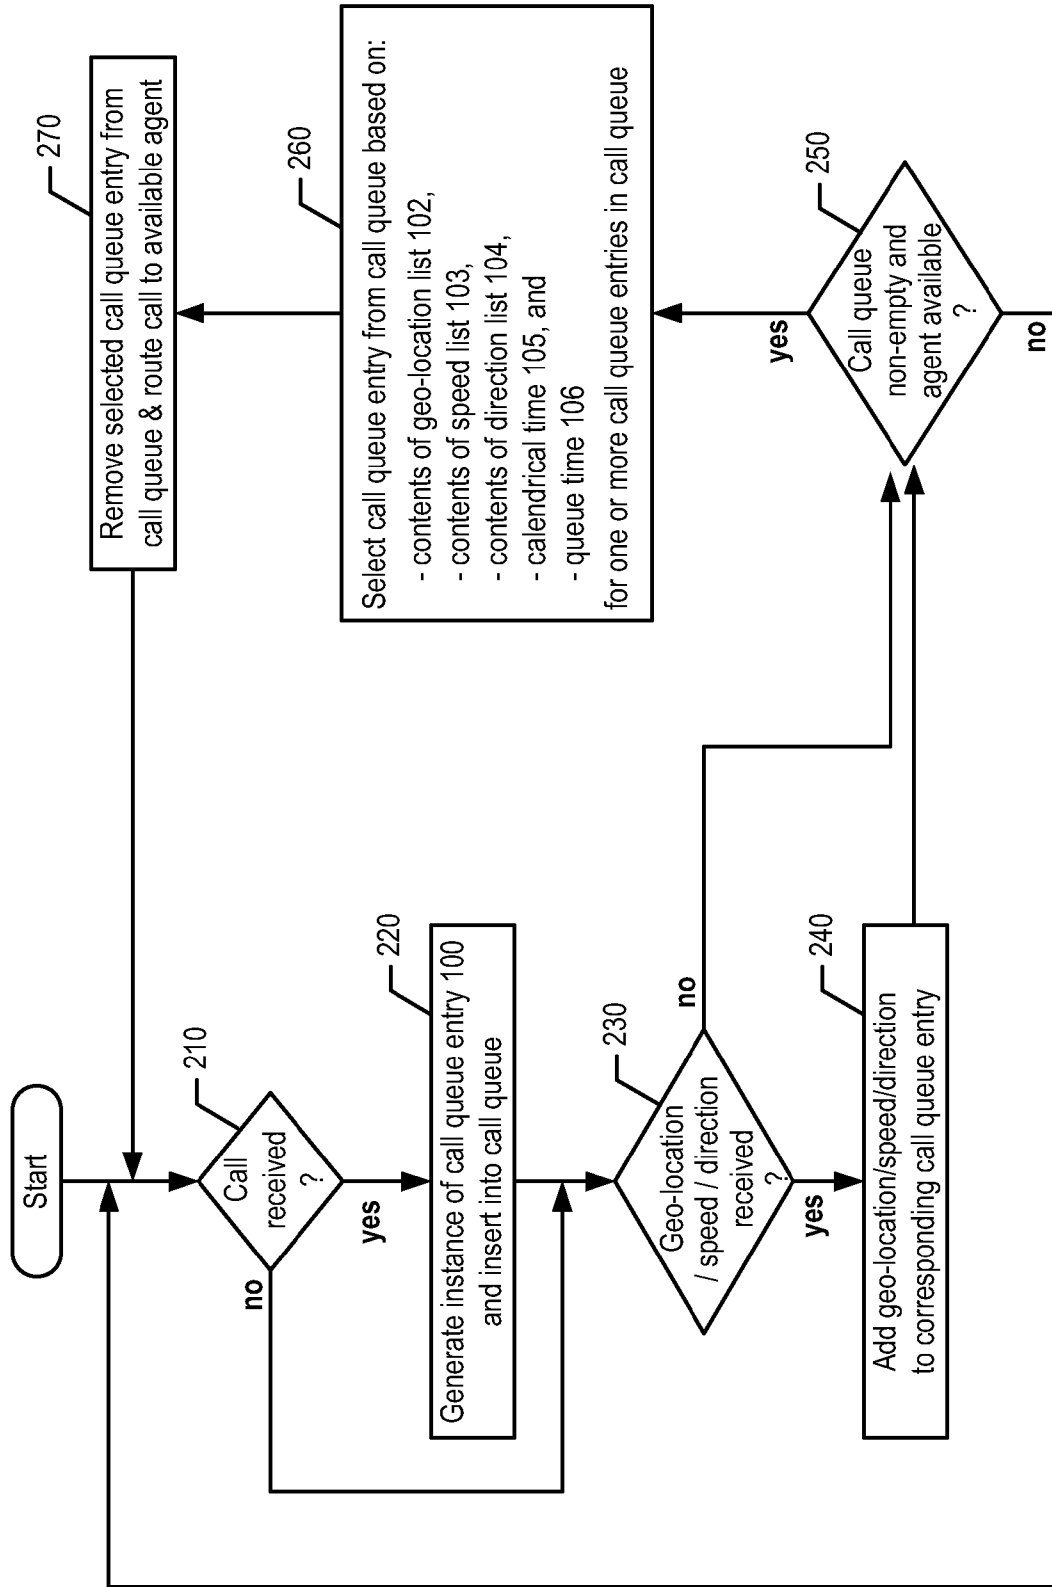 Start
210
Call
received
?
yes
no
220
Generate instance of call queue entry 100
and insert into call queue
230
Geo-location
/ speed / direction
received
?
yes
no
240
Add geo-location/speed/direction
to corresponding call queue entry
250
Call queue
non-empty and
agent available
?
yes
no
260
Select call queue entry from call queue based on:
- contents of geo-location list 102,
- contents of speed list 103,
- contents of direction list 104,
- calendrical time 105, and
- queue time 106
for one or more call queue entries in call queue
270
Remove selected call queue entry from
call queue & route call to available agent